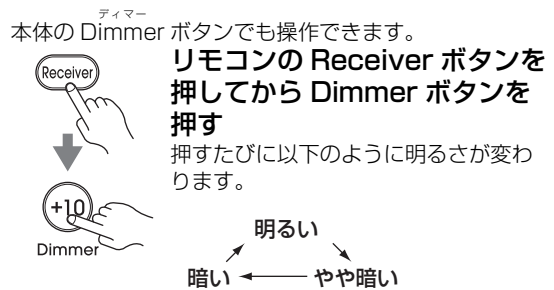 ディマー
本体の Dimmer ボタンでも操作できます。
Receiver
リモコンの Receiver ボタンを
押してから Dimmer ボタンを
押す
押すたびに以下のように明るさが変わ
ります。
+10
Dimmer
明るい
暗い
やや暗い